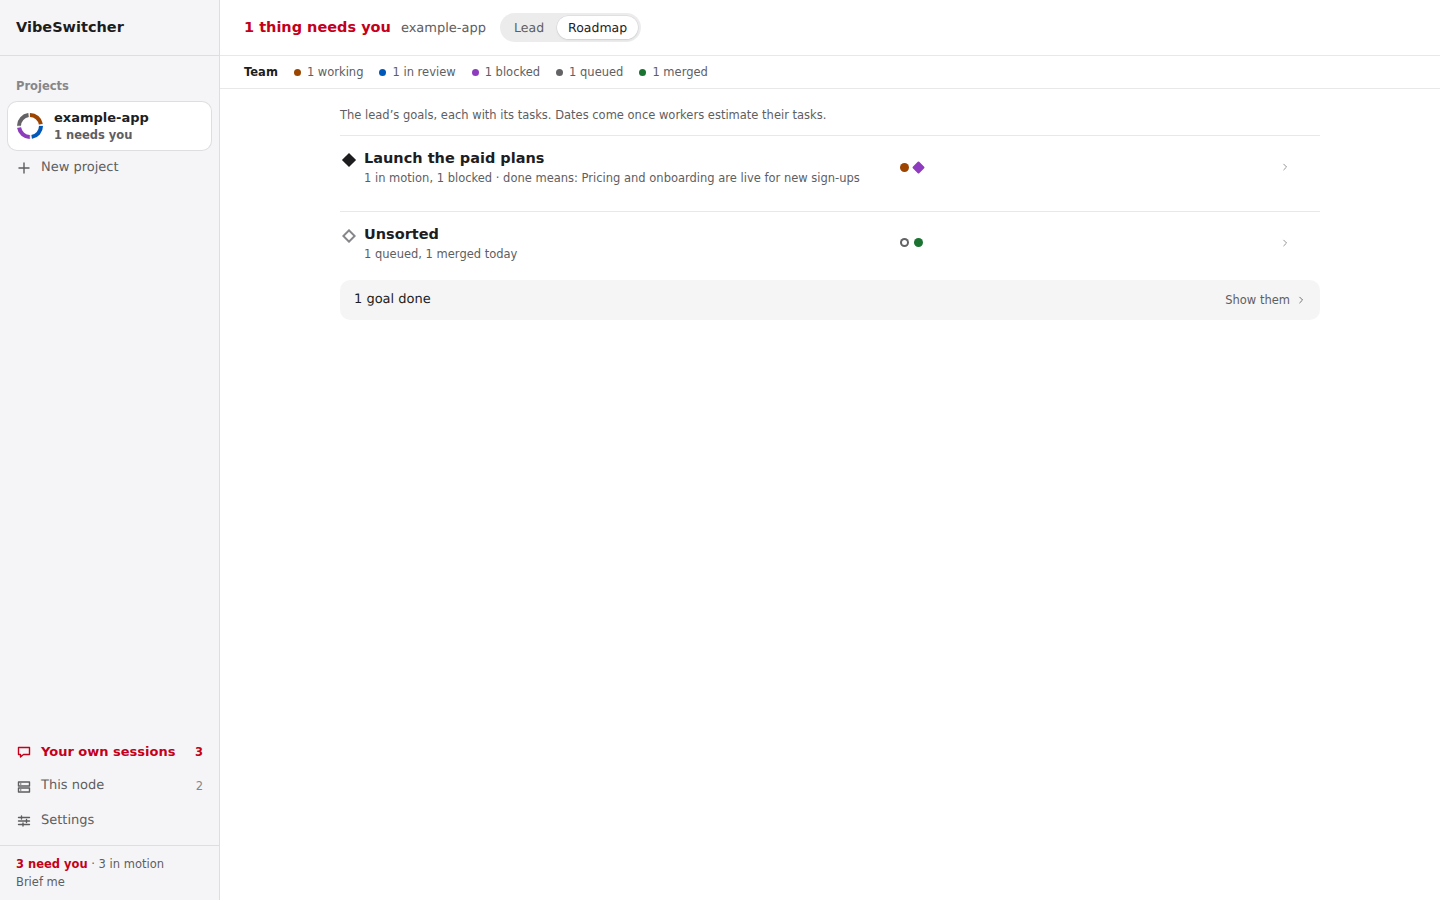 VibeSwitcher
Projects
example-app
1 needs you
New project
Your own sessions 3
This node 2
Settings
3 need you · 3 in motion
Brief me
1 thing needs you example-app Lead Roadmap
Team 1 working 1 in review 1 blocked 1 queued 1 merged
The lead’s goals, each with its tasks. Dates come once workers estimate their tasks.
Launch the paid plans
1 in motion, 1 blocked · done means: Pricing and onboarding are live for new sign-ups
Unsorted
1 queued, 1 merged today
1 goal done Show them